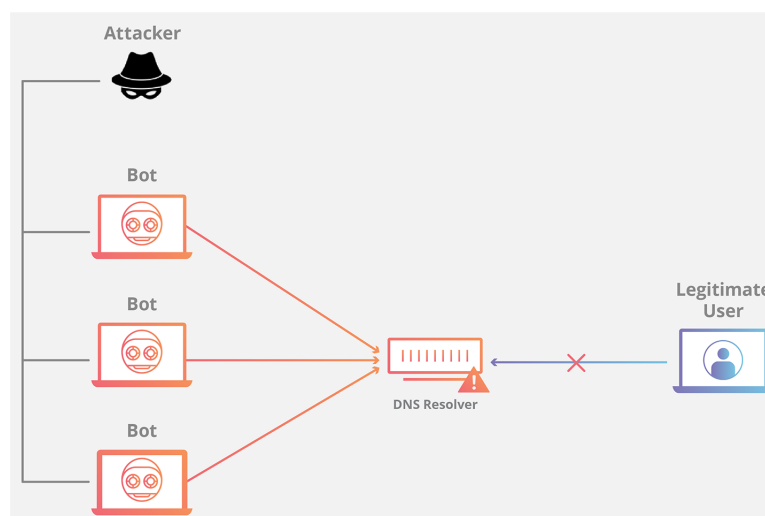 Attacker
Bot
Bot
Legitimate
User
DNS Resolver
Bot